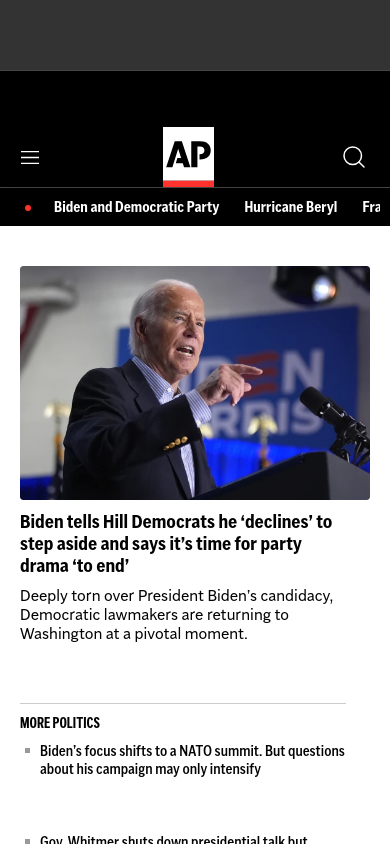 AP
Biden and Democratic Party
Hurricane Beryl
Fra
Biden tells Hill Democrats he ‘declines’ to
step aside and says it’s time for party
drama ‘to end’
Deeply torn over President Biden’s candidacy,
Democratic lawmakers are returning to
Washington at a pivotal moment.
MORE POLITICS
Biden’s focus shifts to a NATO summit. But questions
about his campaign may only intensify
Gov. Whitmer shuts down presidential talk but